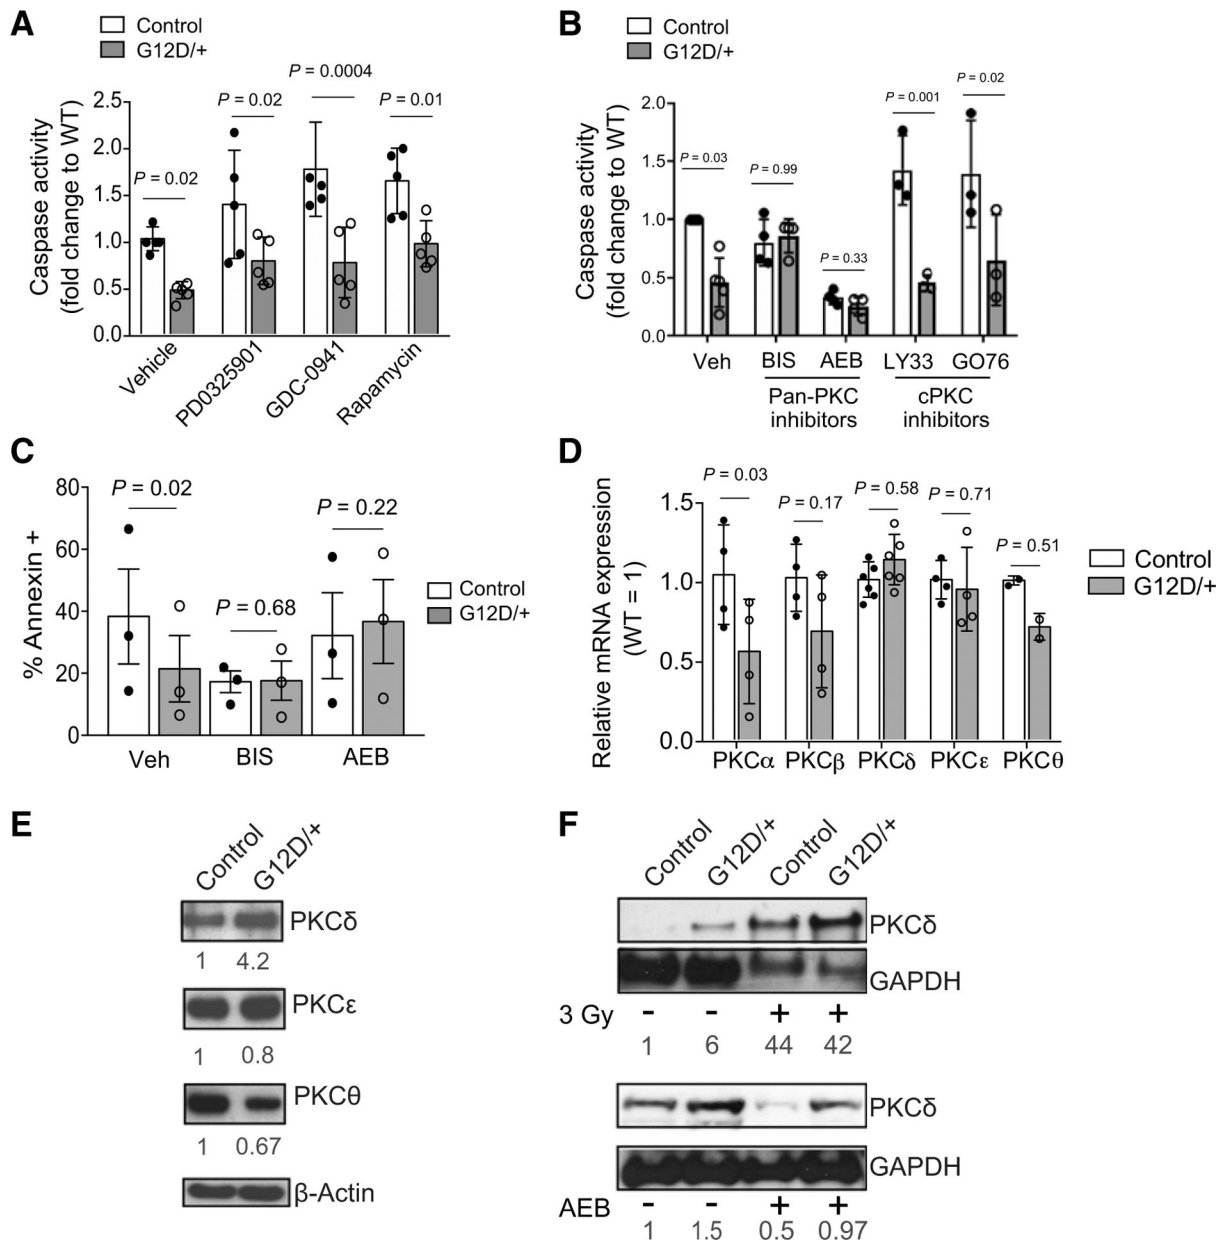 A
Control
G12D/+
Caspase activity
(fold change to WT)
2.5
2.0
1.5
1.0
0.5
0.0
P = 0.02
P = 0.02
P = 0.0004
P = 0.01
Vehicle
PD0325901
GDC-0941
Rapamycin
B
Control
G12D/+
Caspase activity
(fold change to WT)
2.0
1.5
1.0
0.5
0.0
P = 0.03
P = 0.99
P = 0.33
P = 0.001
P = 0.02
Veh
BIS
AEB
LY33
GO76
Pan-PKC
inhibitors
cPKC
inhibitors
C
% Annexin +
80
60
40
20
0
P = 0.02
P = 0.68
P = 0.22
Veh
BIS
AEB
Control
G12D/+
D
Relative mRNA expression
(WT = 1)
1.5
1.0
0.5
0.0
P = 0.03
P = 0.17
P = 0.58
P = 0.71
P = 0.51
PKCα
PKCβ
PKCδ
PKCε
PKCθ
Control
G12D/+
E
Control
G12D/+
PKCδ
1 4.2
PKCε
1 0.8
PKCθ
1 0.67
β-Actin
F
Control
G12D/+
Control
G12D/+
PKCδ
GAPDH
3 Gy - - + +
1 6 44 42
PKCδ
GAPDH
AEB - - + +
1 1.5 0.5 0.97